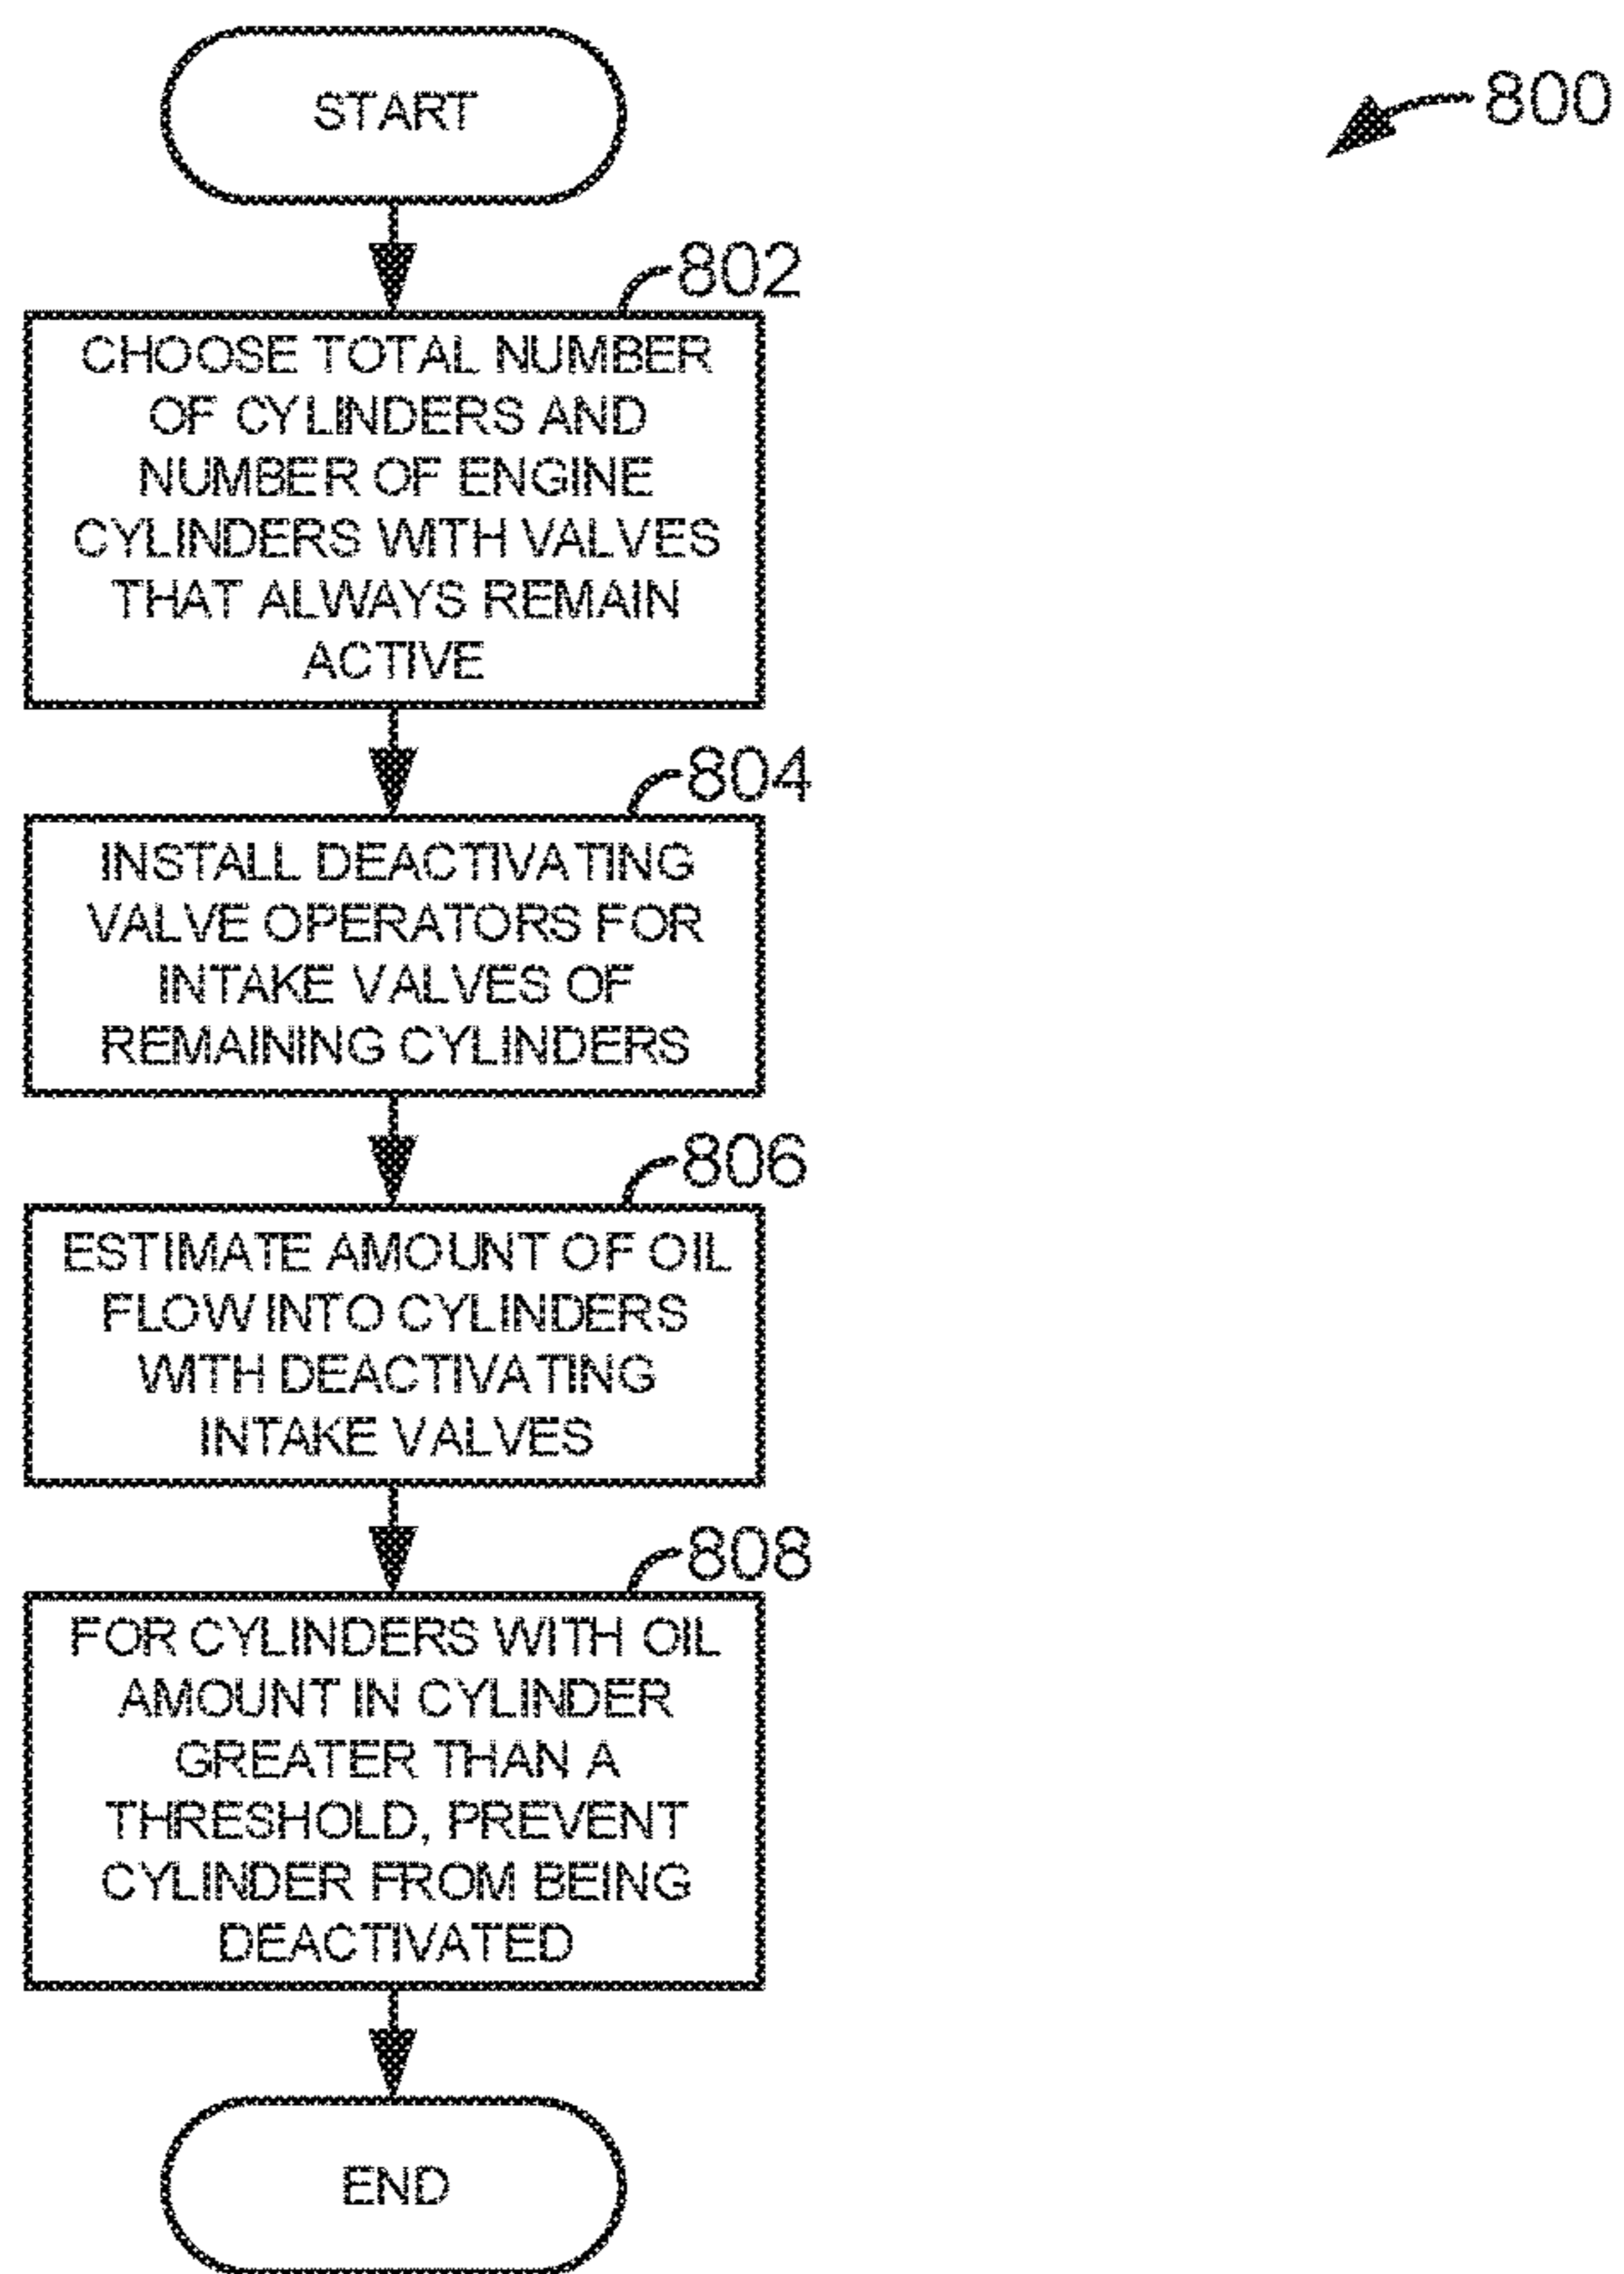 START
800
802
CHOOSE TOTAL NUMBER
OF CYLINDERS AND
NUMBER OF ENGINE
CYLINDERS WITH VALVES
THAT ALWAYS REMAIN
ACTIVE
804
INSTALL DEACTIVATING
VALVE OPERATORS FOR
INTAKE VALVES OF
REMAINING CYLINDERS
806
ESTIMATE AMOUNT OF OIL
FLOW INTO CYLINDERS
WITH DEACTIVATING
INTAKE VALVES
808
FOR CYLINDERS WITH OIL
AMOUNT IN CYLINDER
GREATER THAN A
THRESHOLD, PREVENT
CYLINDER FROM BEING
DEACTIVATED
END